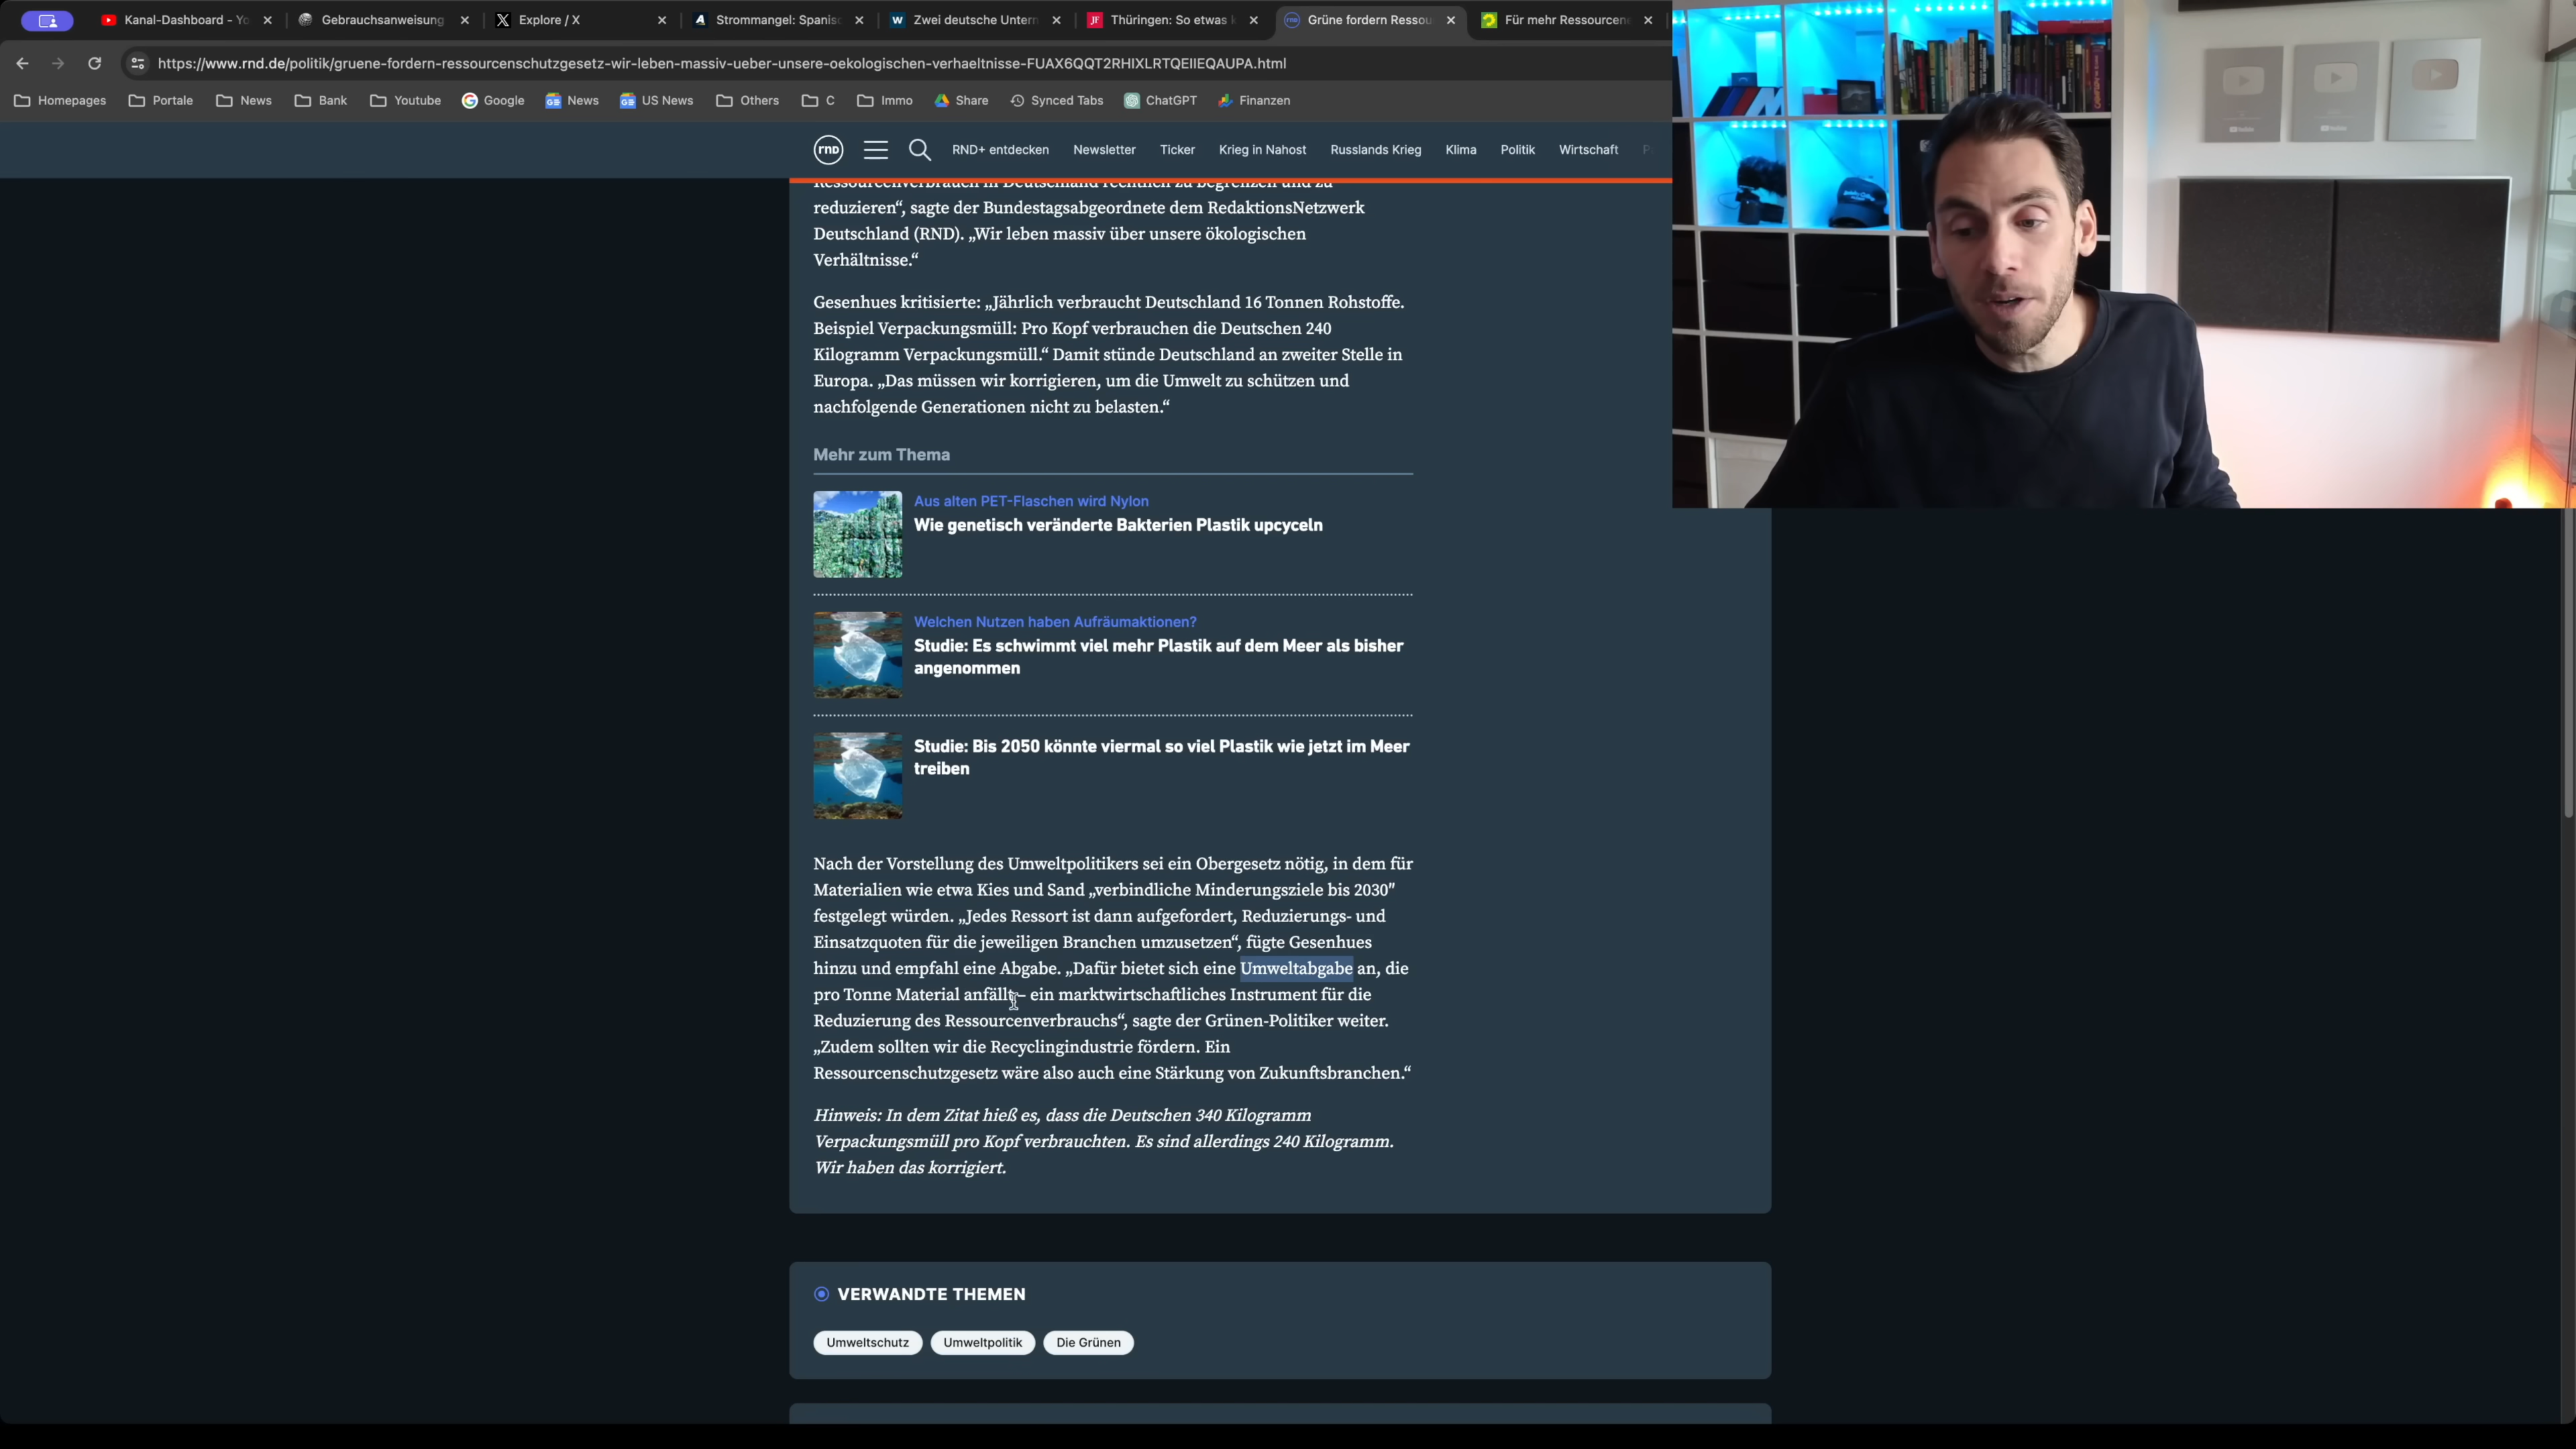 Kanal-Dashboard - Yo
Gebrauchsanweisung
Explore / X
Strommangel: Spanisc
Zwei deutsche Untern
JF Thüringen: So etwas k
rnd Grüne fordern Ressou
Für mehr Ressourcene
https://www.rnd.de/politik/gruene-fordern-ressourcenschutzgesetz-wir-leben-massiv-ueber-unsere-oekologischen-verhaeltnisse-FUAX6QQT2RHIXLRTQEIIEQAUPA.html
Homepages Portale News Bank Youtube Google News US News Others C Immo Share Synced Tabs ChatGPT Finanzen
rnd RND+ entdecken Newsletter Ticker Krieg in Nahost Russlands Krieg Klima Politik Wirtschaft
Ressourcenverbrauch in Deutschland rechtlich zu begrenzen und zu
reduzieren“, sagte der Bundestagsabgeordnete dem RedaktionsNetzwerk
Deutschland (RND). „Wir leben massiv über unsere ökologischen
Verhältnisse.“
Gesenhues kritisierte: „Jährlich verbraucht Deutschland 16 Tonnen Rohstoffe.
Beispiel Verpackungsmüll: Pro Kopf verbrauchen die Deutschen 240
Kilogramm Verpackungsmüll.“ Damit stünde Deutschland an zweiter Stelle in
Europa. „Das müssen wir korrigieren, um die Umwelt zu schützen und
nachfolgende Generationen nicht zu belasten.“
Mehr zum Thema
Aus alten PET-Flaschen wird Nylon
Wie genetisch veränderte Bakterien Plastik upcyceln
Welchen Nutzen haben Aufräumaktionen?
Studie: Es schwimmt viel mehr Plastik auf dem Meer als bisher
angenommen
Studie: Bis 2050 könnte viermal so viel Plastik wie jetzt im Meer
treiben
Nach der Vorstellung des Umweltpolitikers sei ein Obergesetz nötig, in dem für
Materialien wie etwa Kies und Sand „verbindliche Minderungsziele bis 2030"
festgelegt würden. „Jedes Ressort ist dann aufgefordert, Reduzierungs- und
Einsatzquoten für die jeweiligen Branchen umzusetzen“, fügte Gesenhues
hinzu und empfahl eine Abgabe. „Dafür bietet sich eine Umweltabgabe an, die
pro Tonne Material anfällt – ein marktwirtschaftliches Instrument für die
Reduzierung des Ressourcenverbrauchs“, sagte der Grünen-Politiker weiter.
„Zudem sollten wir die Recyclingindustrie fördern. Ein
Ressourcenschutzgesetz wäre also auch eine Stärkung von Zukunftsbranchen.“
Hinweis: In dem Zitat hieß es, dass die Deutschen 340 Kilogramm
Verpackungsmüll pro Kopf verbrauchten. Es sind allerdings 240 Kilogramm.
Wir haben das korrigiert.
VERWANDTE THEMEN
Umweltschutz Umweltpolitik Die Grünen